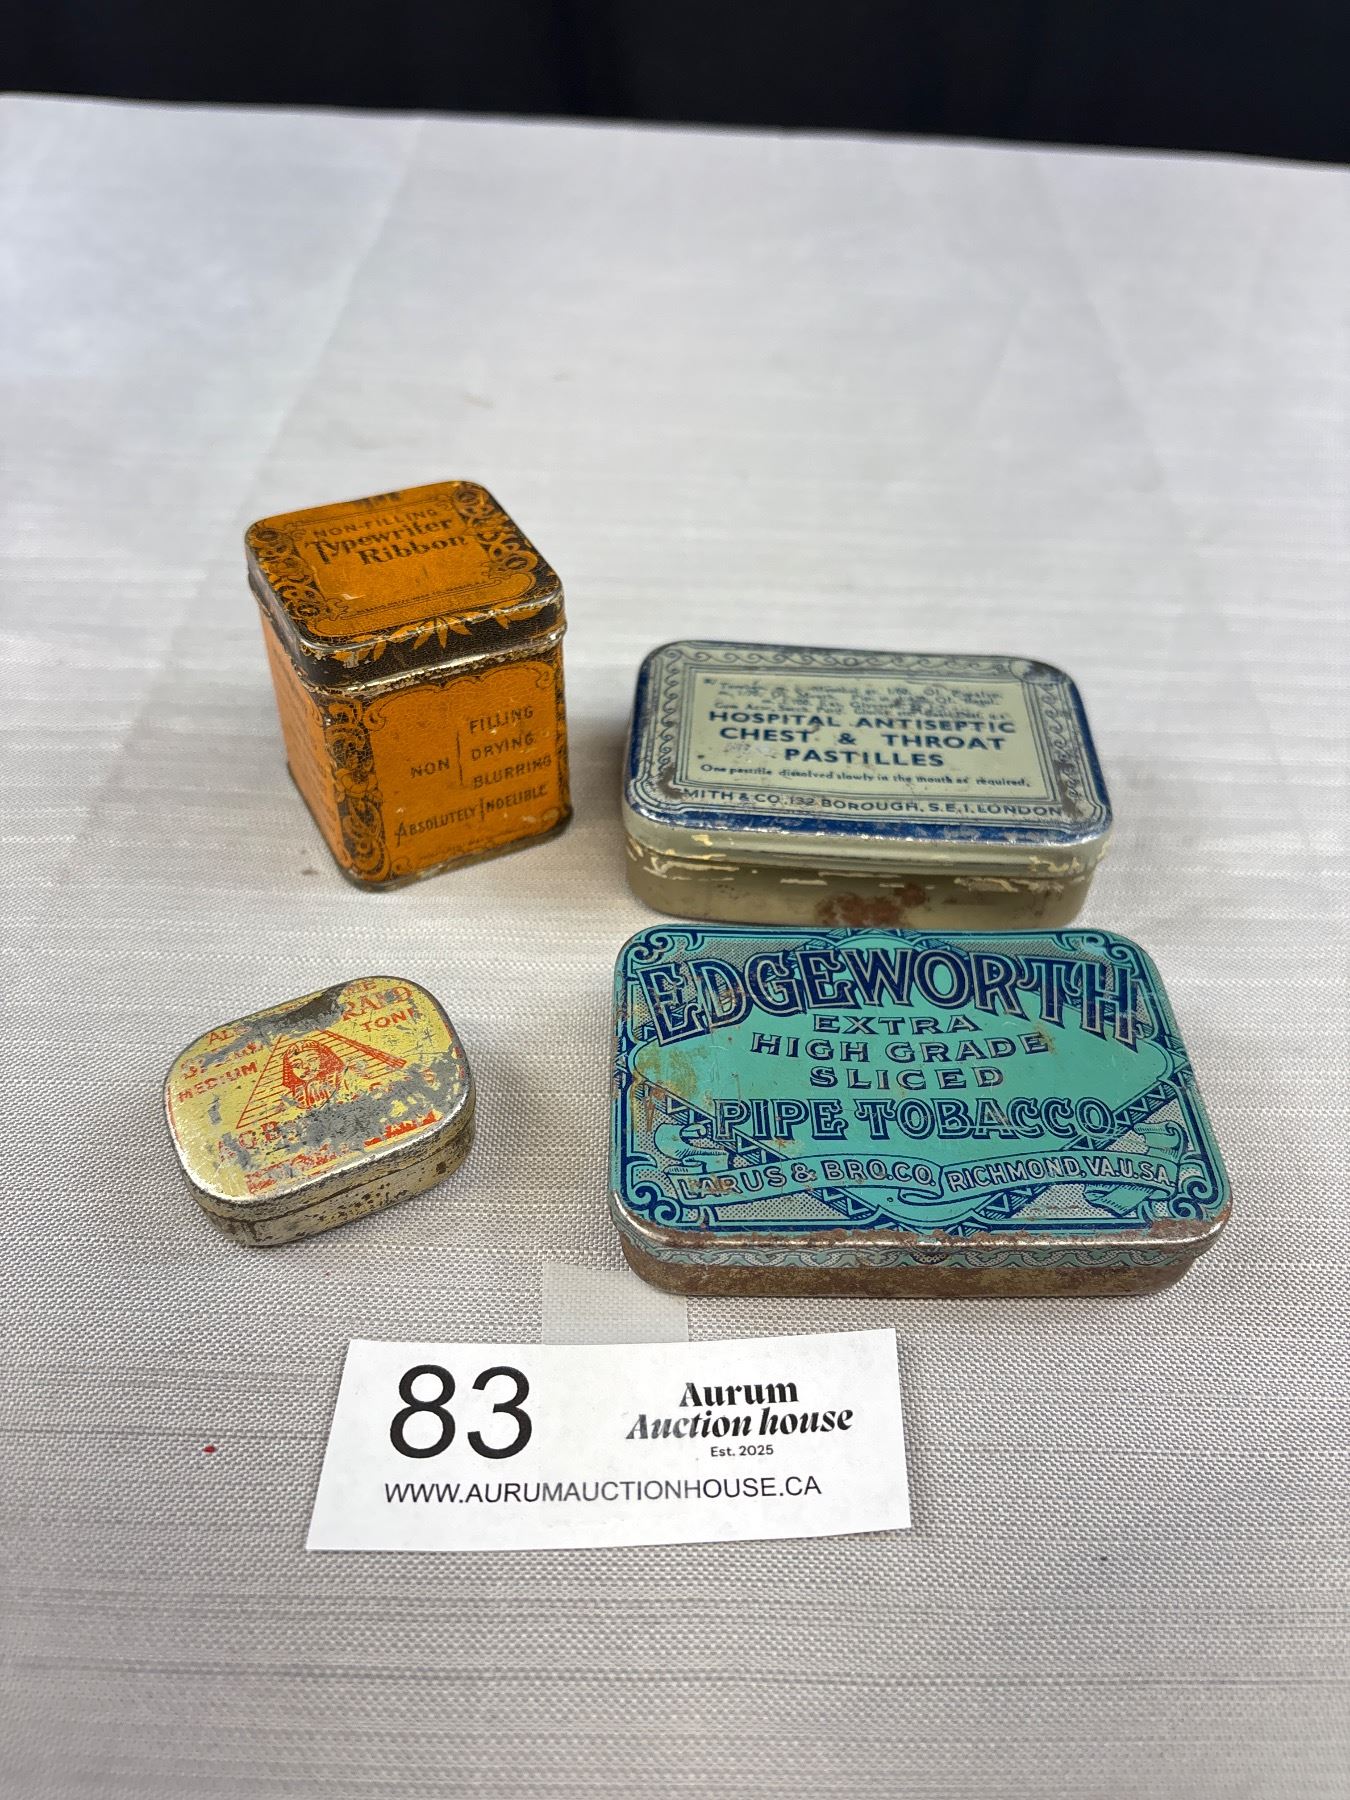 NON-FILLING
Typewriter
Ribbon
NON
FILLING
DRYING
BLURRING
ABSOLUTELY INDELIBLE
HOSPITAL ANTISEPTIC
CHEST & THROAT
PASTILLES
One pastille dissolved slowly in the mouth as required.
SMITH & CO. 132 BOROUGH, S.E.1. LONDON
TONE
MEDIUM
EDGEWORTH
EXTRA
HIGH GRADE
SLICED
PIPE TOBACCO
LARUS & BRO. CO. RICHMOND, VA. U.S.A.
83
Aurum
Auction house
Est. 2025
WWW.AURUMAUCTIONHOUSE.CA